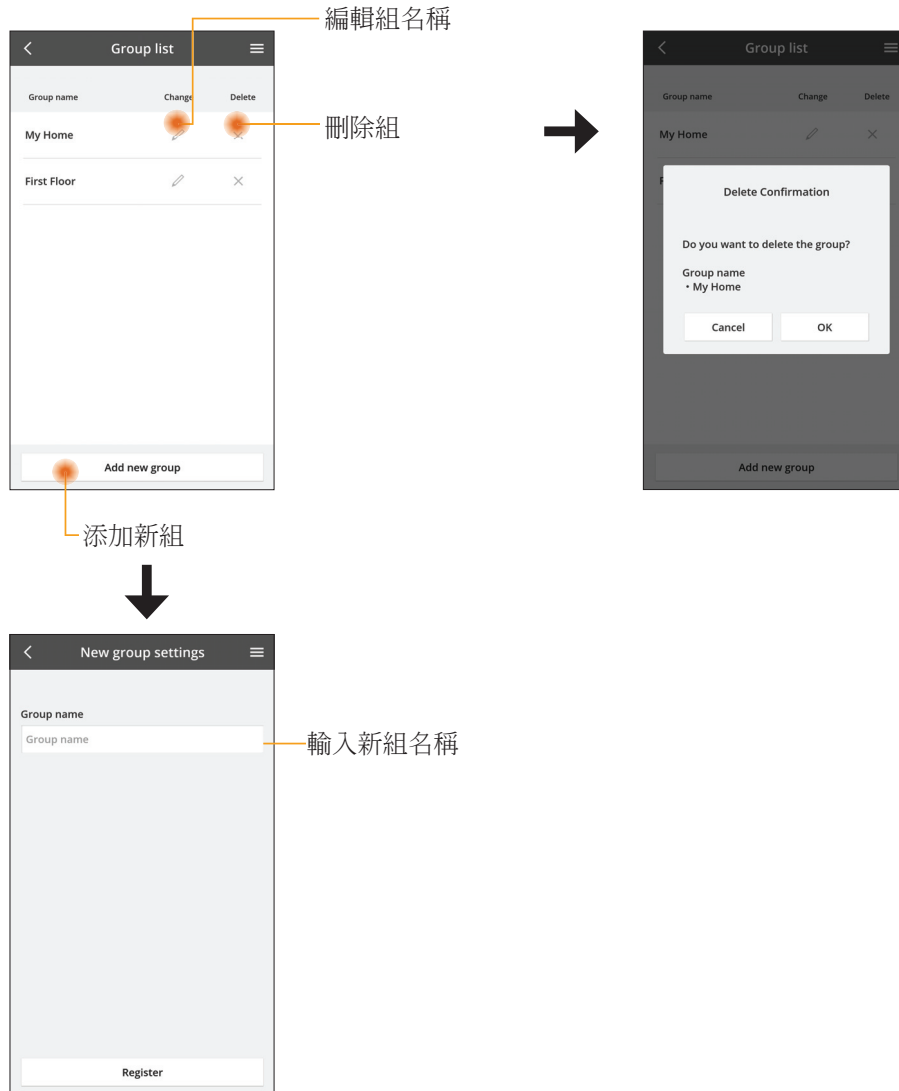 編輯組名稱
Group list
Group name Change Delete
My Home
刪除組
First Floor
Add new group
添加新組
Group list
Group name Change Delete
My Home
F
Delete Confirmation
Do you want to delete the group?
Group name
• My Home
Cancel OK
Add new group
New group settings
Group name
Group name
輸入新組名稱
Register